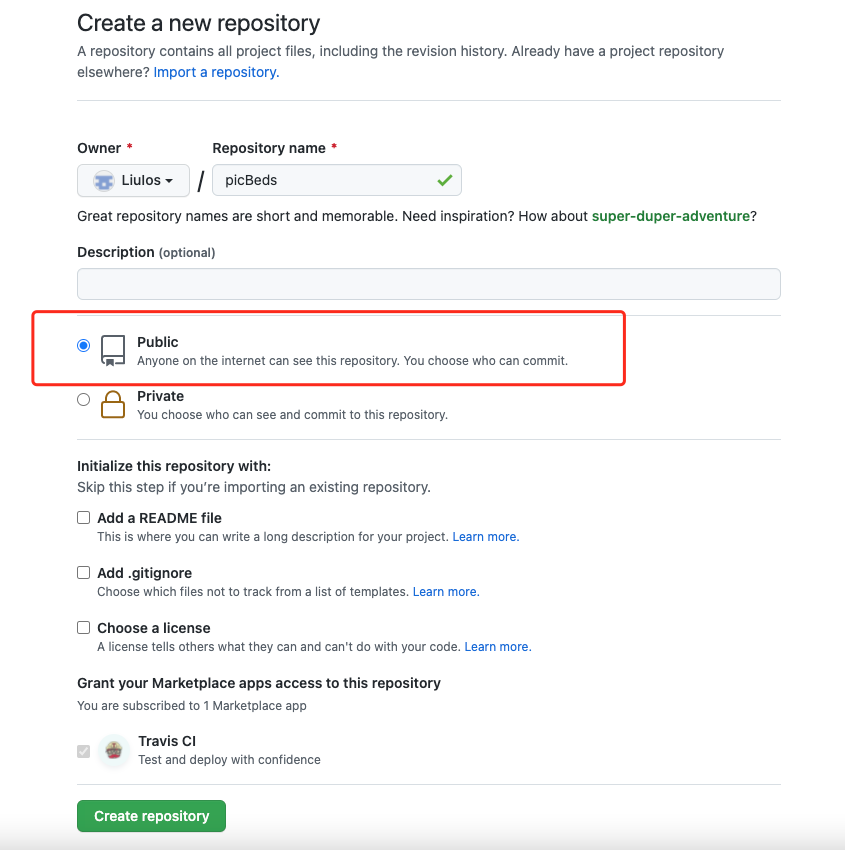 Create a new repository
A repository contains all project files, including the revision history. Already have a project repository
elsewhere? Import a repository.
Owner * Repository name *
Liulos / picBeds
Great repository names are short and memorable. Need inspiration? How about super-duper-adventure?
Description (optional)
Public
Anyone on the internet can see this repository. You choose who can commit.
Private
You choose who can see and commit to this repository.
Initialize this repository with:
Skip this step if you’re importing an existing repository.
Add a README file
This is where you can write a long description for your project. Learn more.
Add .gitignore
Choose which files not to track from a list of templates. Learn more.
Choose a license
A license tells others what they can and can't do with your code. Learn more.
Grant your Marketplace apps access to this repository
You are subscribed to 1 Marketplace app
Travis CI
Test and deploy with confidence
Create repository